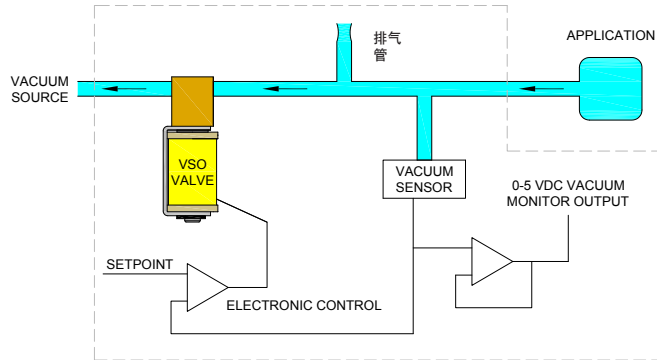 排气
管
APPLICATION
VACUUM
SOURCE
VSO
VALVE
VACUUM
SENSOR
0-5 VDC VACUUM
MONITOR OUTPUT
SETPOINT
ELECTRONIC CONTROL